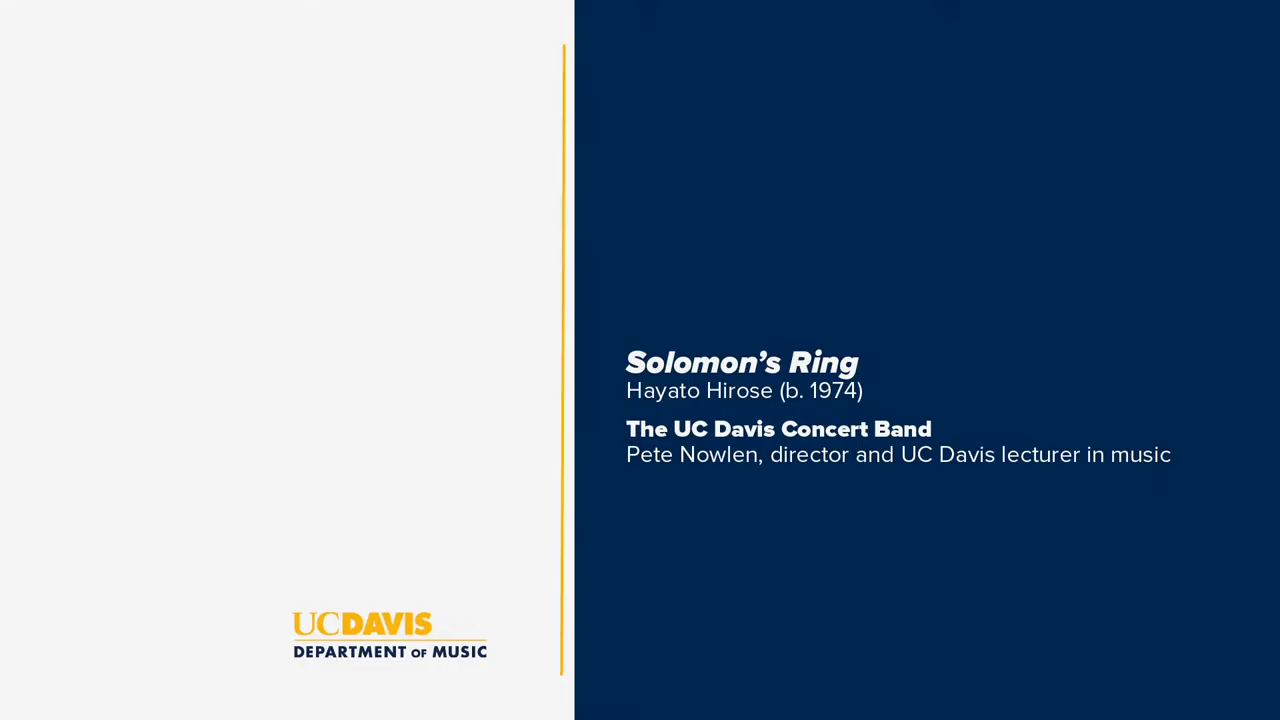 Solomon's Ring
Hayato Hirose (b. 1974)
The UC Davis Concert Band
Pete Nowlen, director and UC Davis lecturer in music
UCDAVIS
DEPARTMENT OF MUSIC